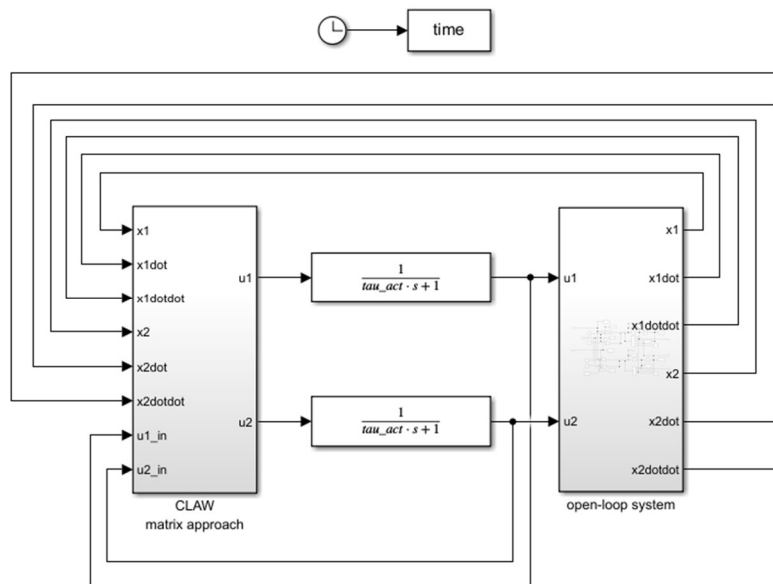 time
x1
x1dot
x1dotdot
x2
x2dot
x2dotdot
u1_in
u2_in
u1
u2
CLAW
matrix approach
1
tau_act · s + 1
1
tau_act · s + 1
u1
u2
x1
x1dot
x1dotdot
x2
x2dot
x2dotdot
open-loop system